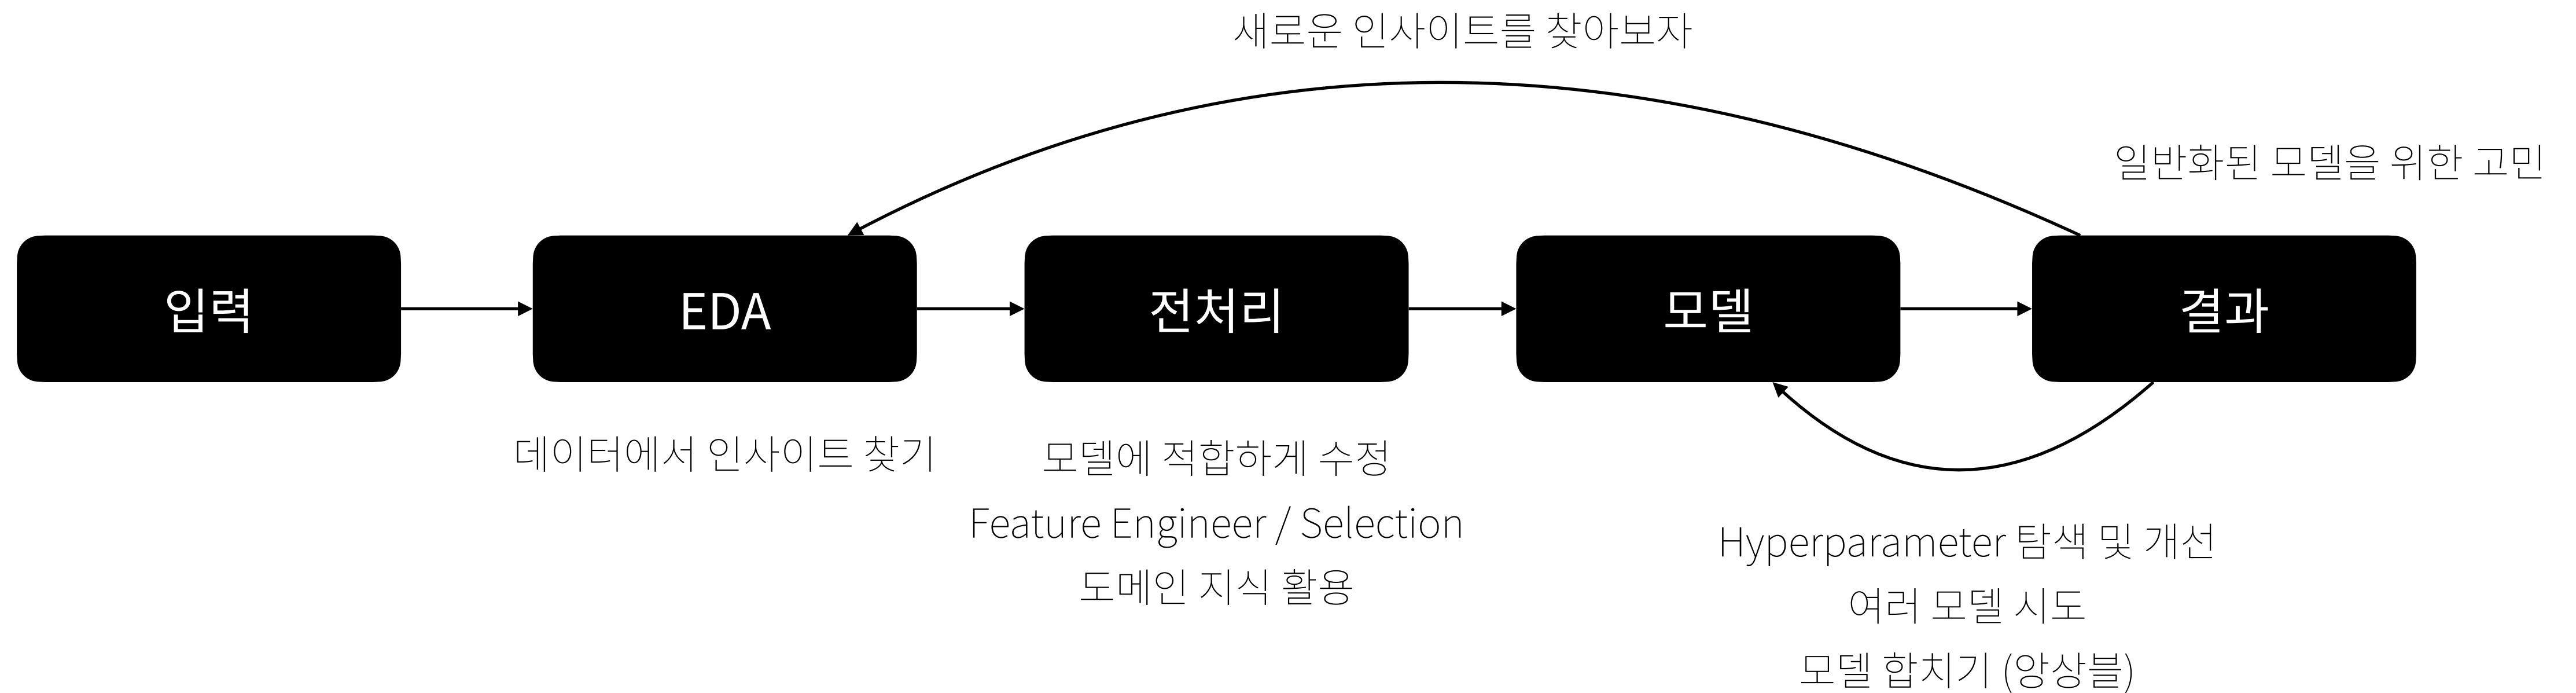 새로운 인사이트를 찾아보자
일반화된 모델을 위한 고민
입력
EDA
전처리
모델
결과
데이터에서 인사이트 찾기
모델에 적합하게 수정
Feature Engineer / Selection
도메인 지식 활용
Hyperparameter 탐색 및 개선
여러 모델 시도
모델 합치기 (앙상블)